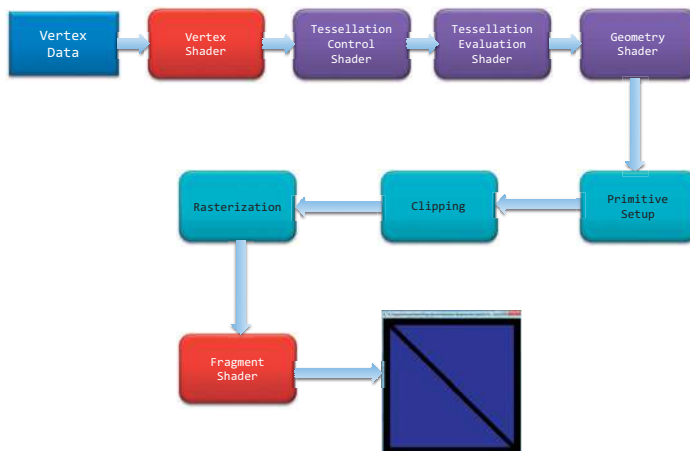 Vertex
Data
Vertex
Shader
Tessellation
Control
Shader
Tessellation
Evaluation
Shader
Geometry
Shader
Rasterization
Clipping
Primitive
Setup
Fragment
Shader